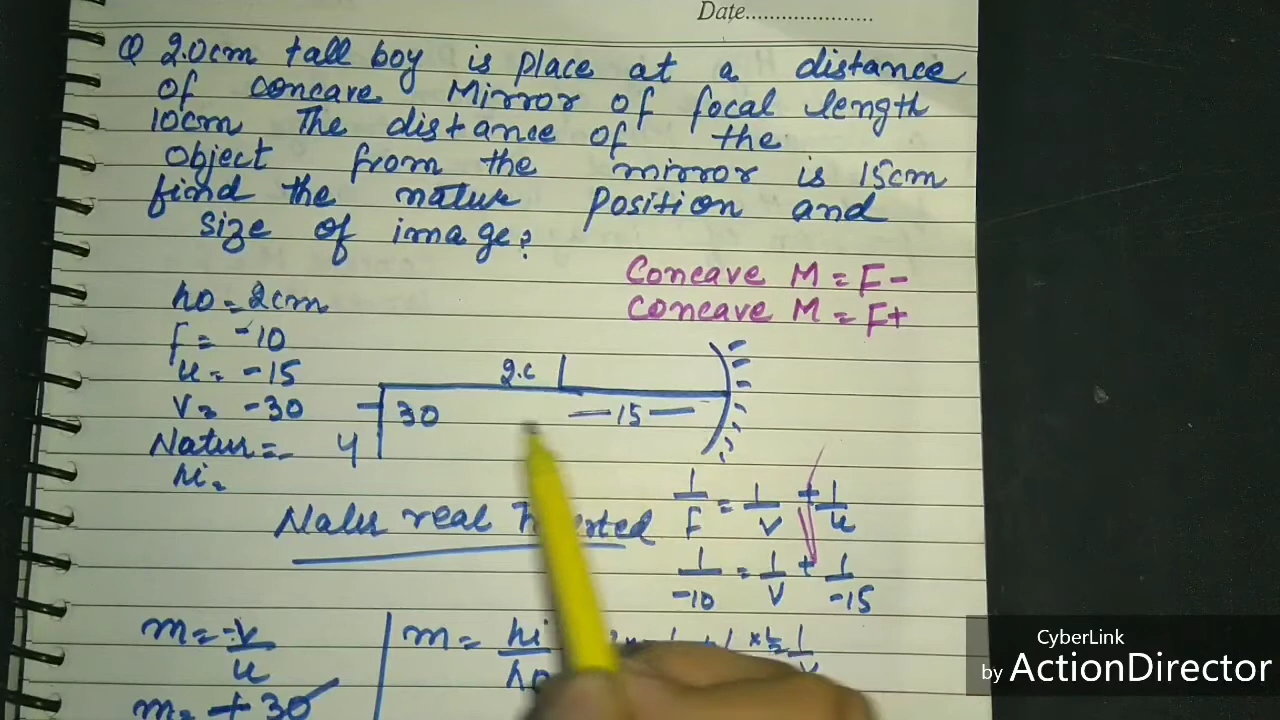 Date......................
Q 2.0cm tall boy is place at a distance
of concave Mirror of focal length
10cm The distance of the
object from the mirror is 15cm
find the nature position and
size of image?
Concave M = F-
Concave M = F+
ho = 2cm
f = -10
u = -15
v = -30
Natur =-
hi =
2.c
30
15
4
Natu real
1/F = 1/v + 1/u
1/-10 = 1/v + 1/-15
m = -v/u
m = hi/ho
m = +30
CyberLink
by ActionDirector